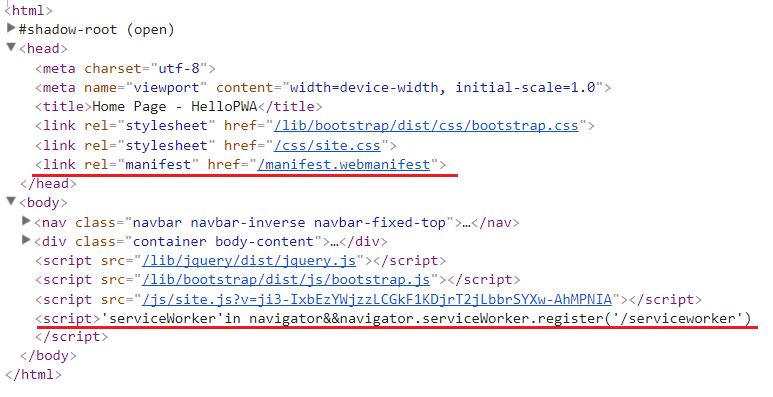 <html>
▶#shadow-root (open)
▼<head>
<meta charset="utf-8">
<meta name="viewport" content="width=device-width, initial-scale=1.0">
<title>Home Page - HelloPWA</title>
<link rel="stylesheet" href="/lib/bootstrap/dist/css/bootstrap.css">
<link rel="stylesheet" href="/css/site.css">
<link rel="manifest" href="/manifest.webmanifest">
</head>
▼<body>
▶<nav class="navbar navbar-inverse navbar-fixed-top">…</nav>
▶<div class="container body-content">…</div>
<script src="/lib/jquery/dist/jquery.js"></script>
<script src="/lib/bootstrap/dist/js/bootstrap.js"></script>
<script src="/js/site.js?v=ji3-IxbEzYWjzzLCGkF1KDjrT2jLbbrSYXw-AhMPNIA"></script>
<script>'serviceWorker'in navigator&&navigator.serviceWorker.register('/serviceworker')
</script>
</body>
</html>